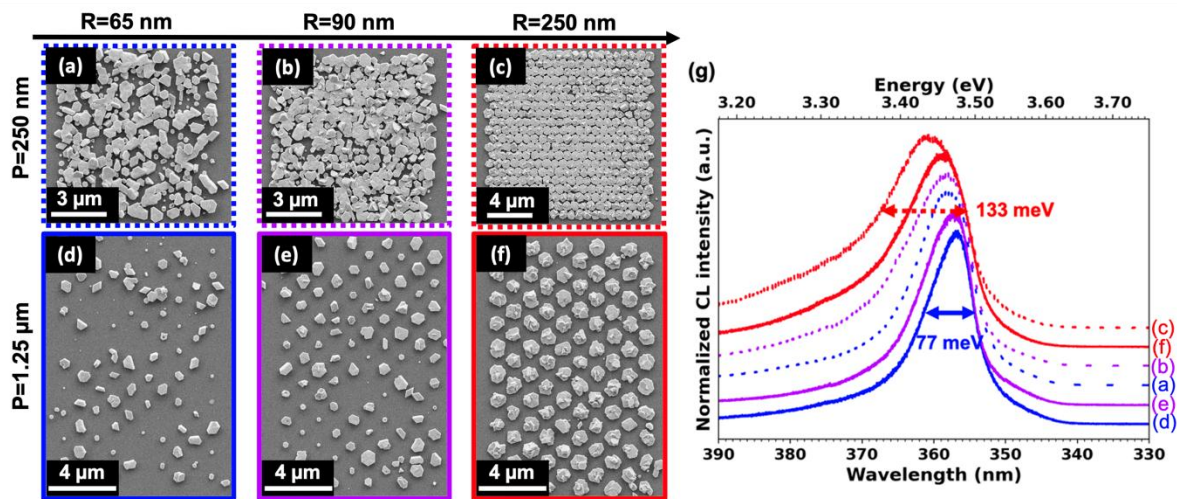 R=65 nm R=90 nm R=250 nm
P=250 nm
(a)
3 µm
(b)
3 µm
(c)
4 µm
P=1.25 µm
(d)
4 µm
(e)
4 µm
(f)
4 µm
(g)
Energy (eV)
3.20 3.30 3.40 3.50 3.60 3.70
Normalized CL intensity (a.u.)
133 meV
77 meV
(c)
(f)
(b)
(a)
(e)
(d)
390 380 370 360 350 340 330
Wavelength (nm)